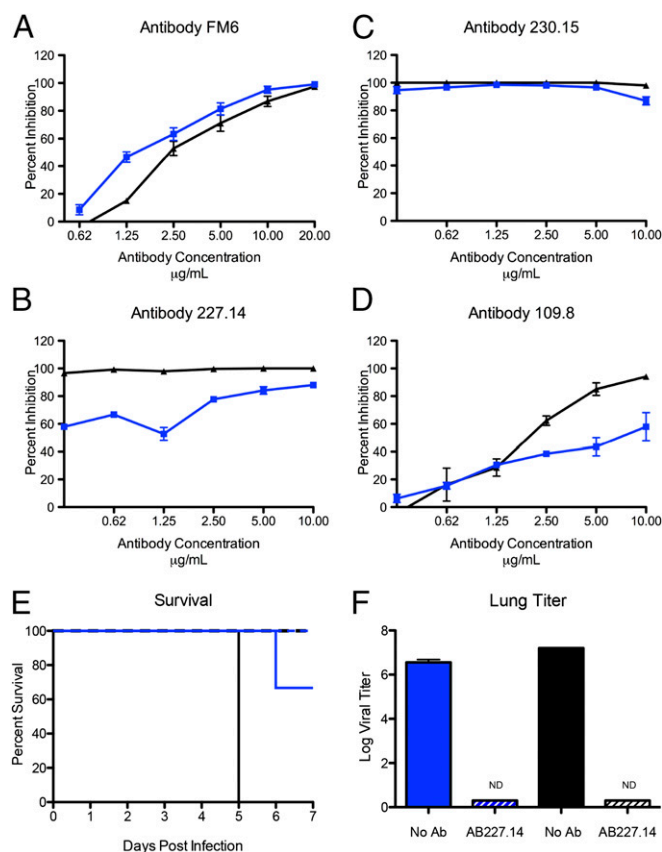 A
Antibody FM6
Percent Inhibition
120
100
80
60
40
20
0
0.62 1.25 2.50 5.00 10.00 20.00
Antibody Concentration
μg/mL
C
Antibody 230.15
Percent Inhibition
120
100
80
60
40
20
0
0.62 1.25 2.50 5.00 10.00
Antibody Concentration
μg/mL
B
Antibody 227.14
Percent Inhibition
120
100
80
60
40
20
0
0.62 1.25 2.50 5.00 10.00
Antibody Concentration
μg/mL
D
Antibody 109.8
Percent Inhibition
120
100
80
60
40
20
0
0.62 1.25 2.50 5.00 10.00
Antibody Concentration
μg/mL
E
Survival
Percent Survival
100
80
60
40
20
0
0 1 2 3 4 5 6 7
Days Post Infection
F
Lung Titer
Log Viral Titer
8
6
4
2
0
ND
ND
No Ab AB227.14 No Ab AB227.14